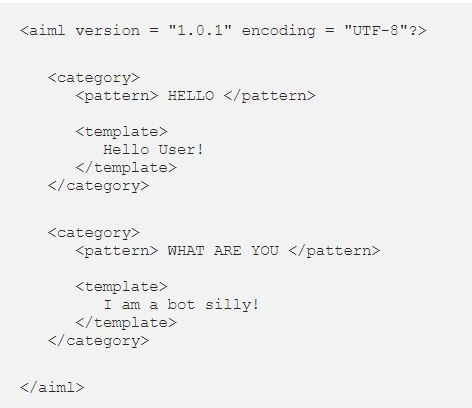 <aiml version = "1.0.1" encoding = "UTF-8"?>
<category>
<pattern> HELLO </pattern>
<template>
Hello User!
</template>
</category>
<category>
<pattern> WHAT ARE YOU </pattern>
<template>
I am a bot silly!
</template>
</category>
</aiml>